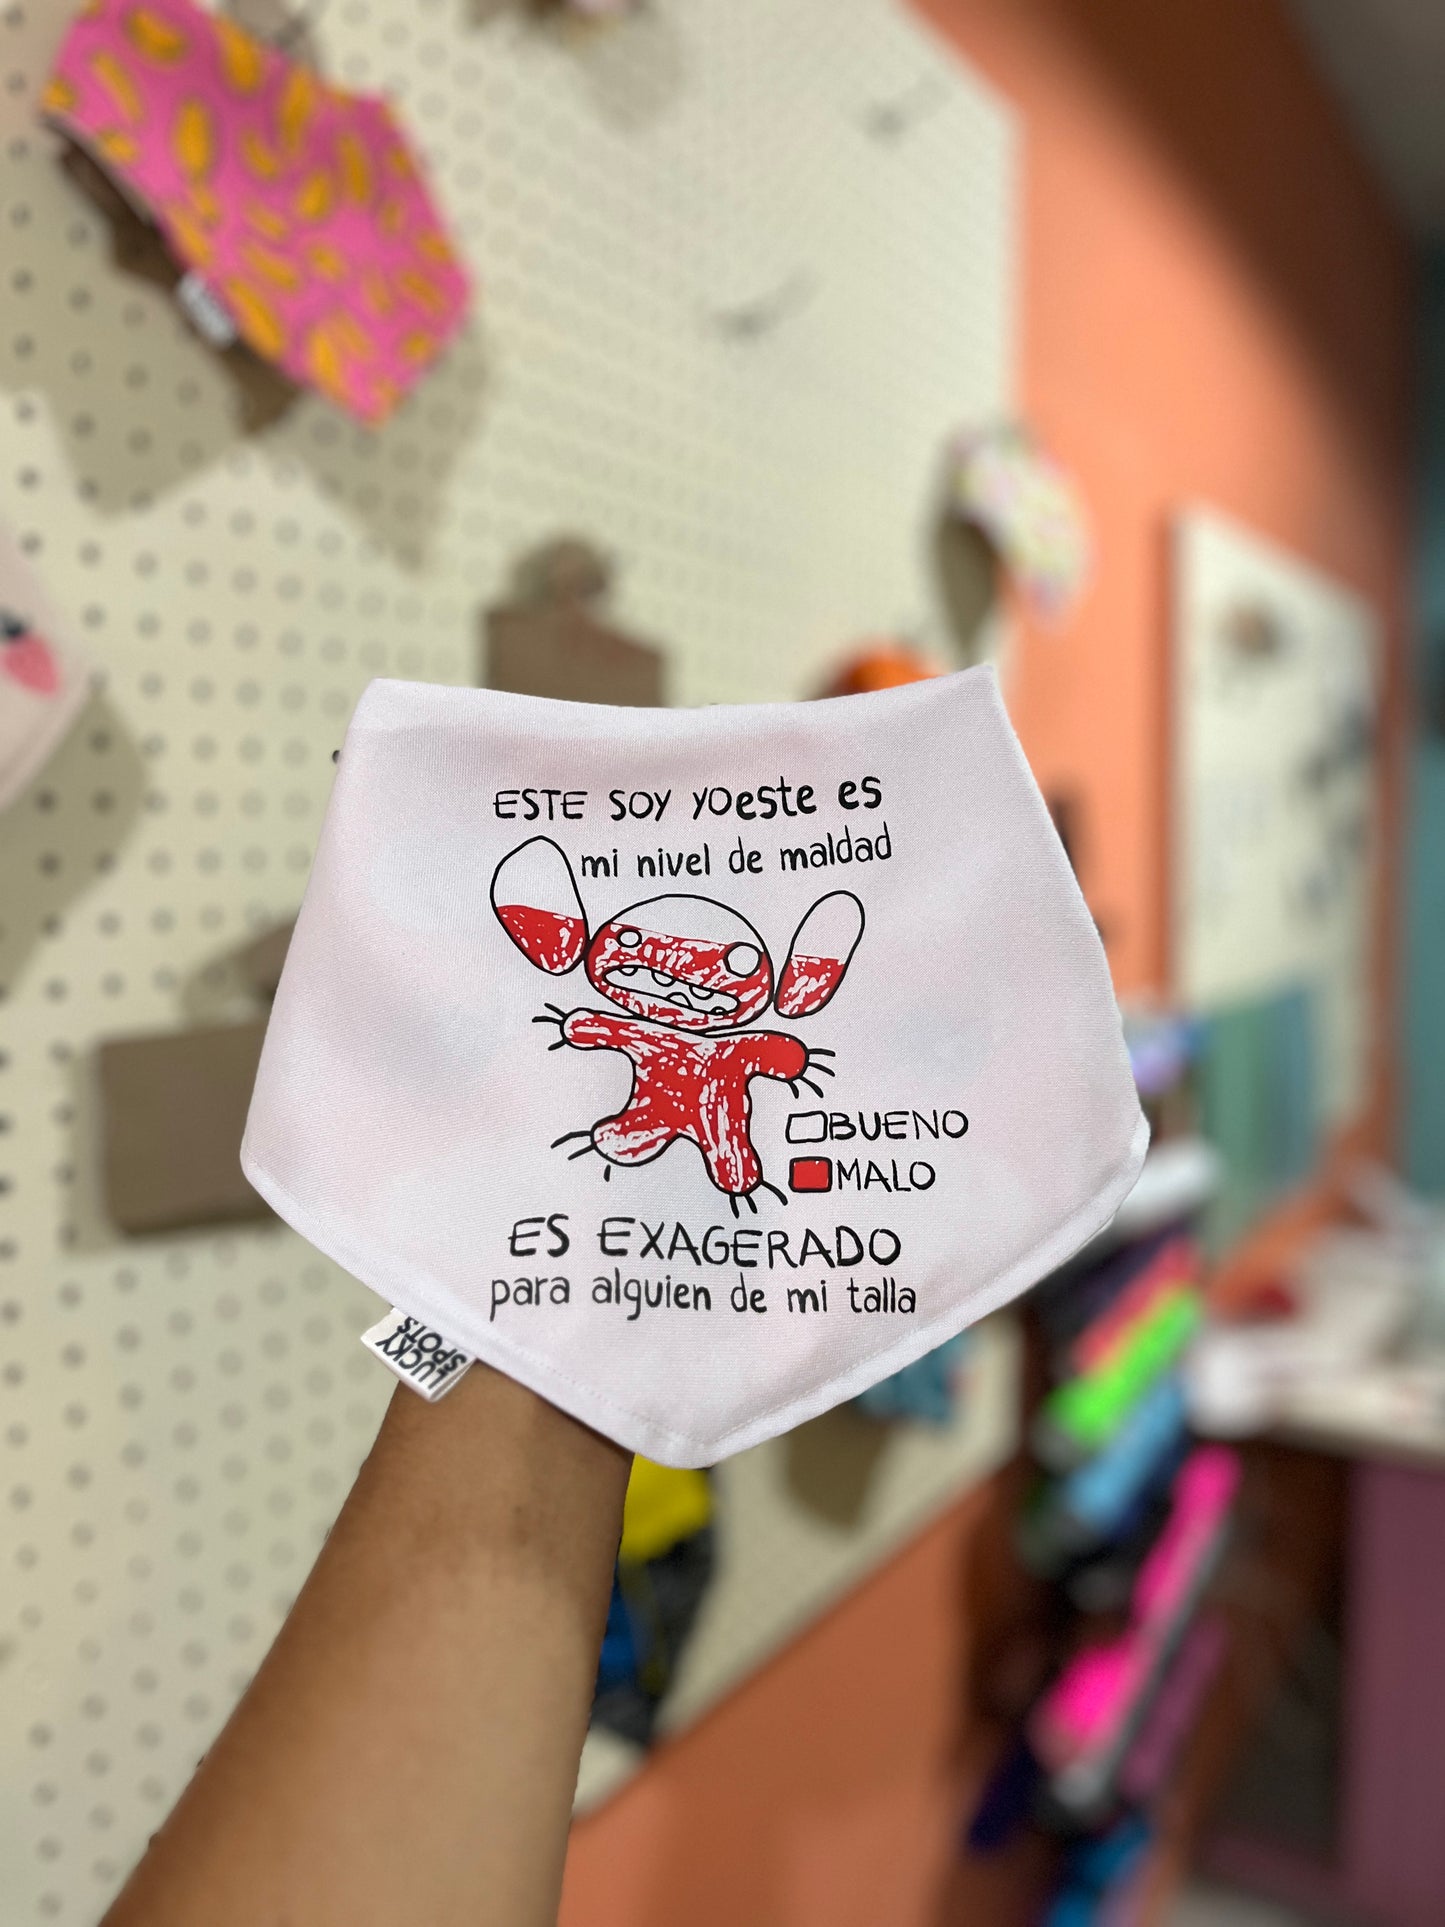 ESTE SOY YOeste es
mi nivel de maldad
BUENO
MALO
ES EXAGERADO
para alguien de mi talla
LUCKY
SPOTS